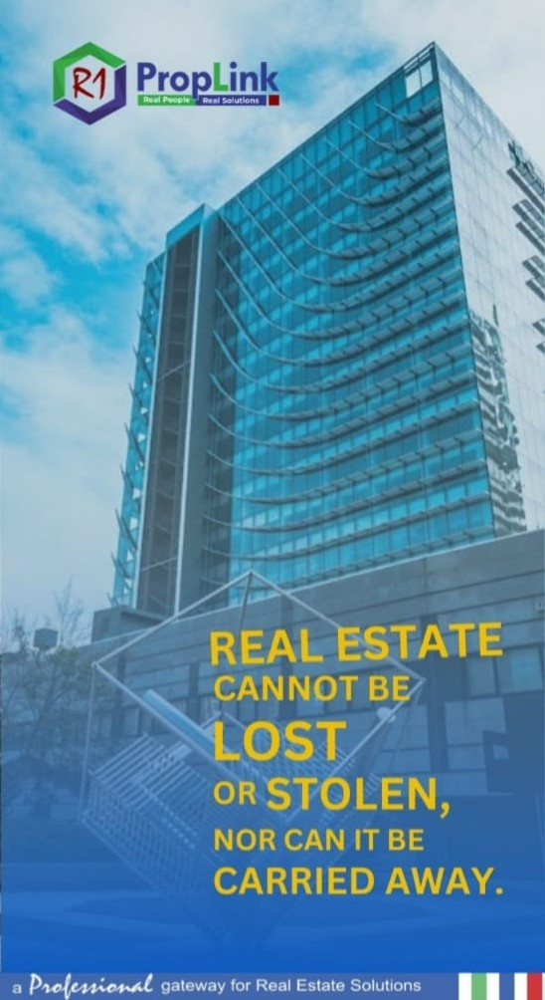 R1 PropLink
Real People Real Solutions
REAL ESTATE
CANNOT BE
LOST
OR STOLEN,
NOR CAN IT BE
CARRIED AWAY.
a Professional gateway for Real Estate Solutions